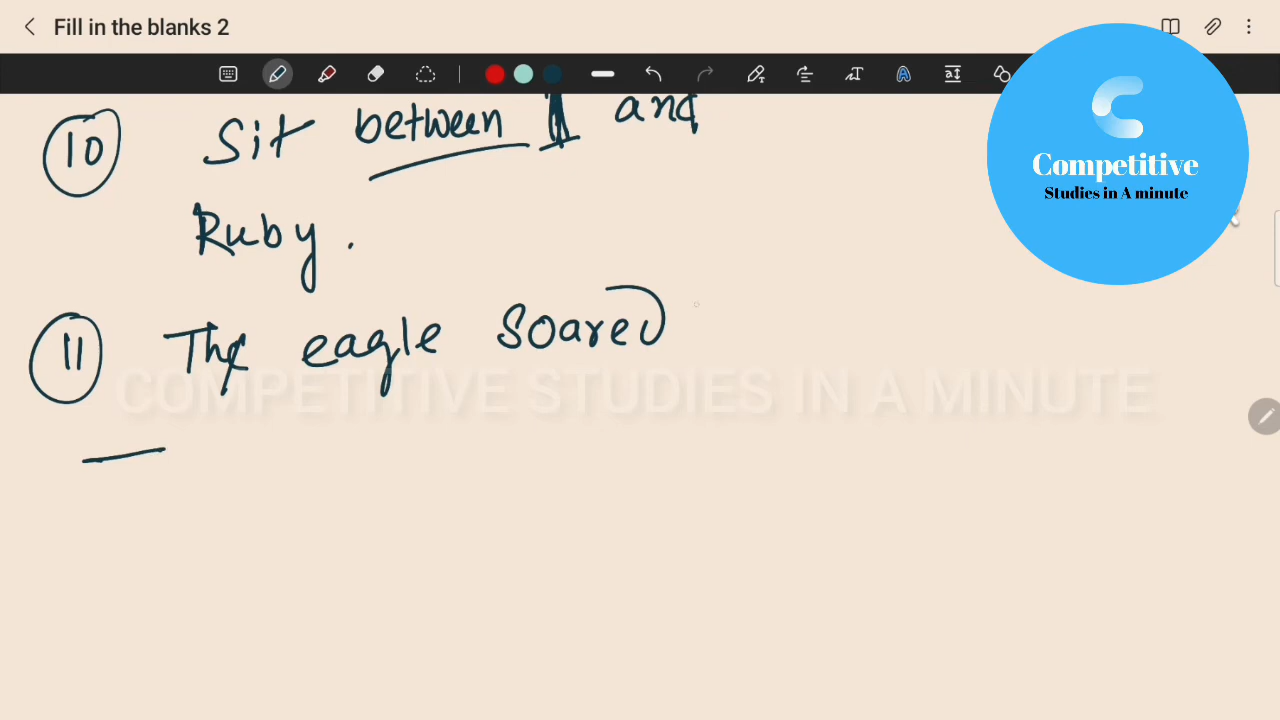 Fill in the blanks 2
Competitive
Studies in A minute
10 Sit between I and
Ruby.
11 The eagle soared
COMPETITIVE STUDIES IN A MINUTE